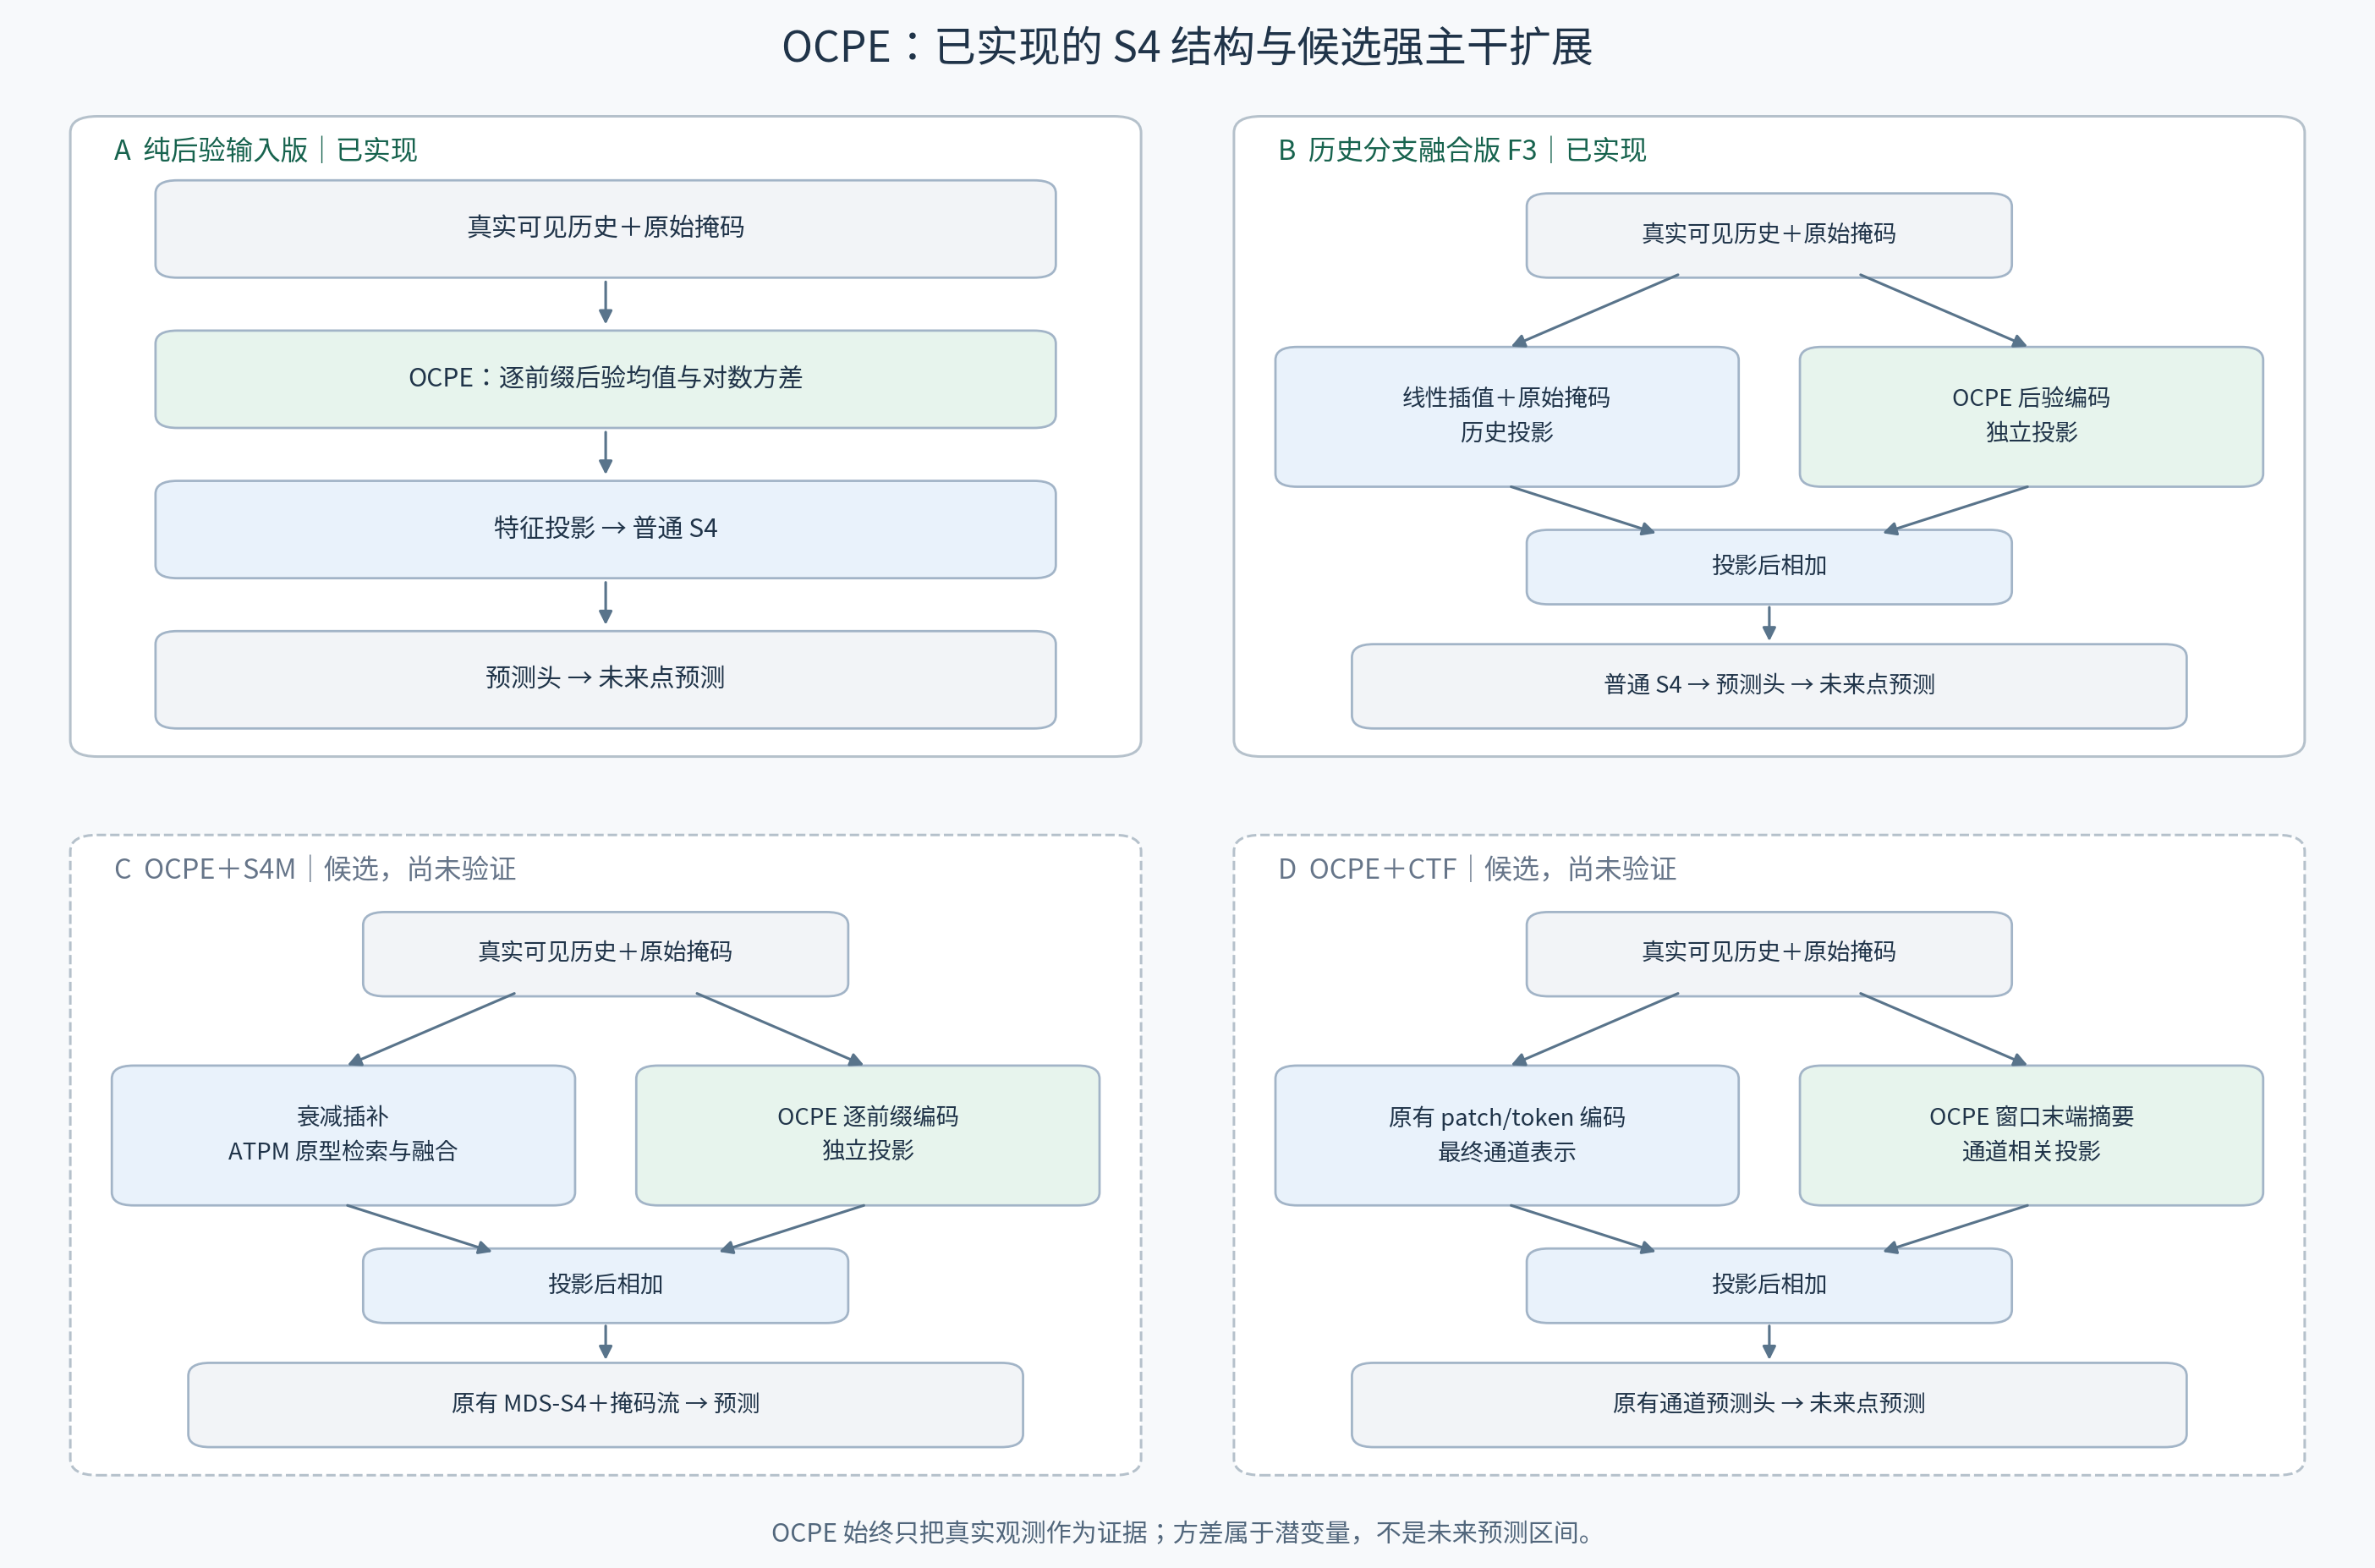 OCPE：已实现的 S4 结构与候选强主干扩展
A 纯后验输入版｜已实现
真实可见历史＋原始掩码
OCPE：逐前缀后验均值与对数方差
特征投影 → 普通 S4
预测头 → 未来点预测
B 历史分支融合版 F3｜已实现
真实可见历史＋原始掩码
线性插值＋原始掩码
历史投影
OCPE 后验编码
独立投影
投影后相加
普通 S4 → 预测头 → 未来点预测
C OCPE＋S4M｜候选，尚未验证
真实可见历史＋原始掩码
衰减插补
ATPM 原型检索与融合
OCPE 逐前缀编码
独立投影
投影后相加
原有 MDS-S4＋掩码流 → 预测
D OCPE＋CTF｜候选，尚未验证
真实可见历史＋原始掩码
原有 patch/token 编码
最终通道表示
OCPE 窗口末端摘要
通道相关投影
投影后相加
原有通道预测头 → 未来点预测
OCPE 始终只把真实观测作为证据；方差属于潜变量，不是未来预测区间。